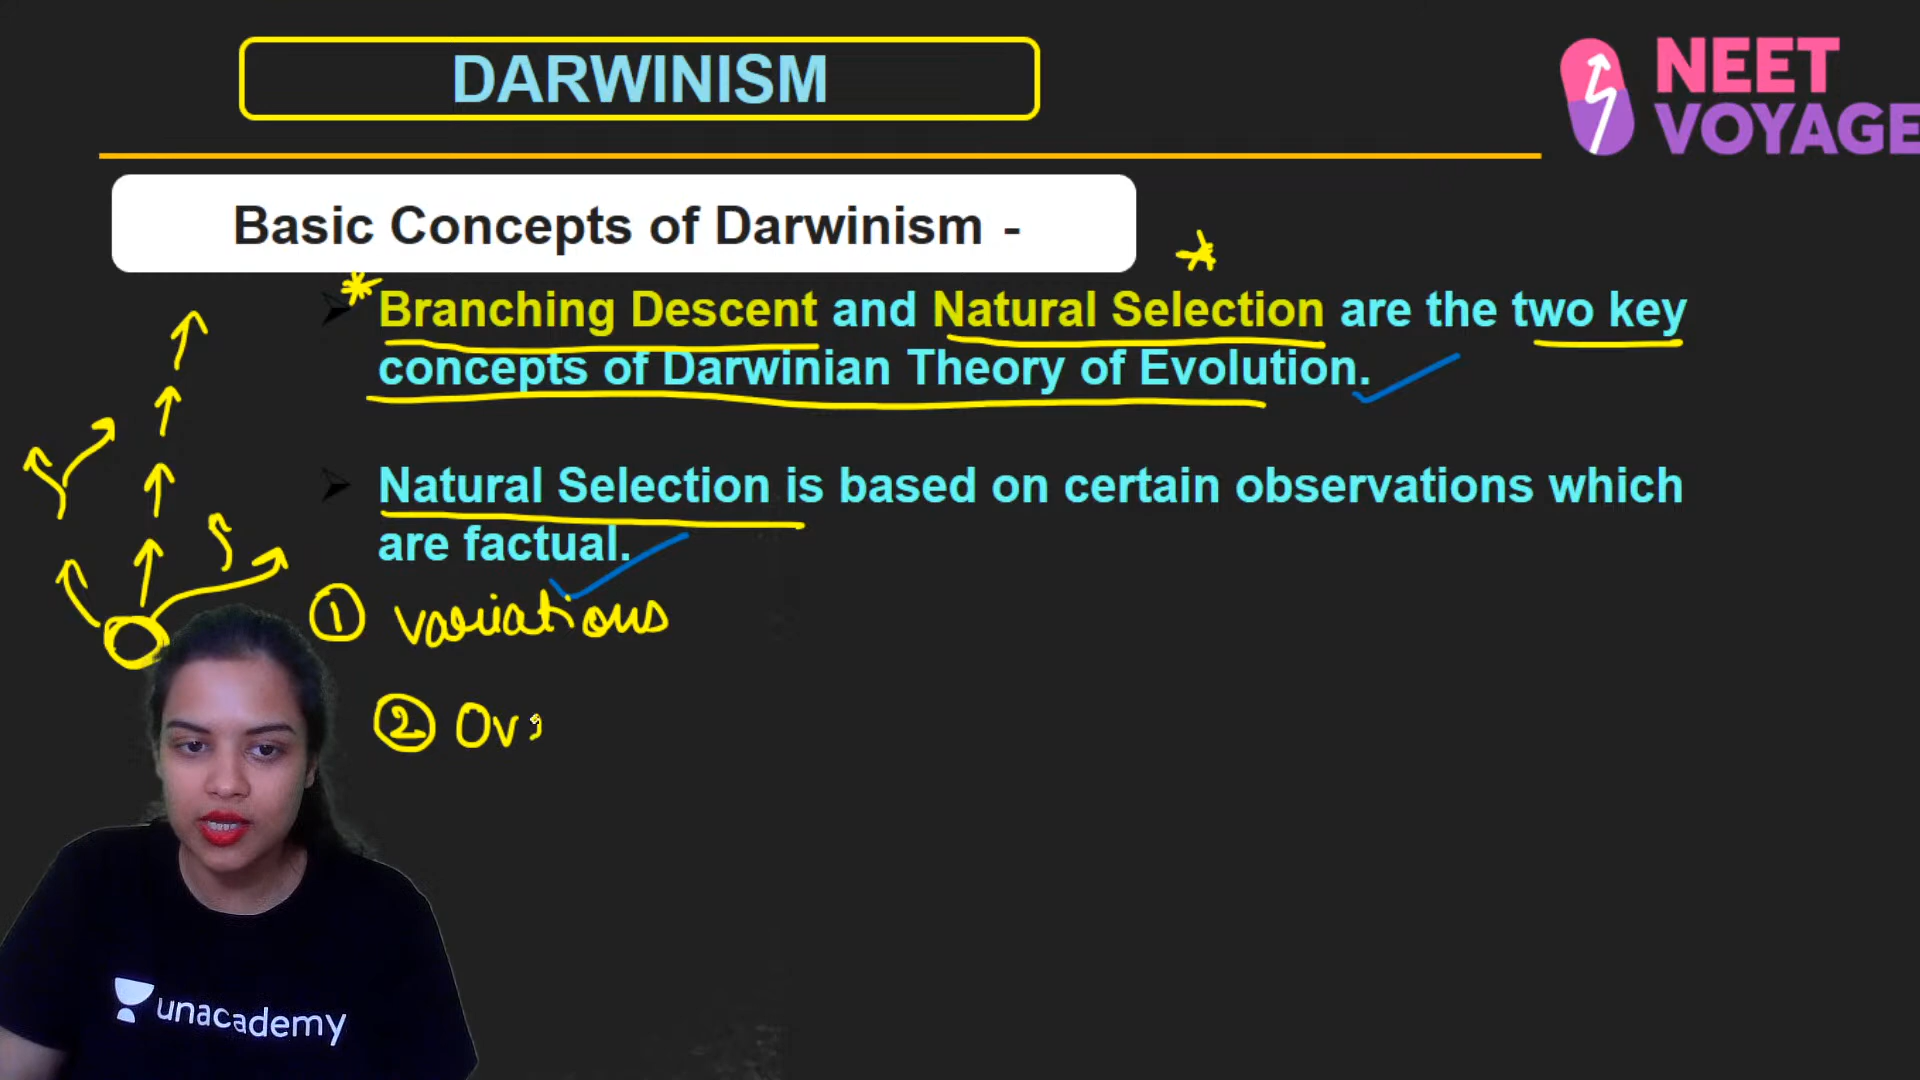 DARWINISM
NEET
VOYAGE
Basic Concepts of Darwinism -
Branching Descent and Natural Selection are the two key
concepts of Darwinian Theory of Evolution.
Natural Selection is based on certain observations which
are factual.
① variations
② Ov
unacademy